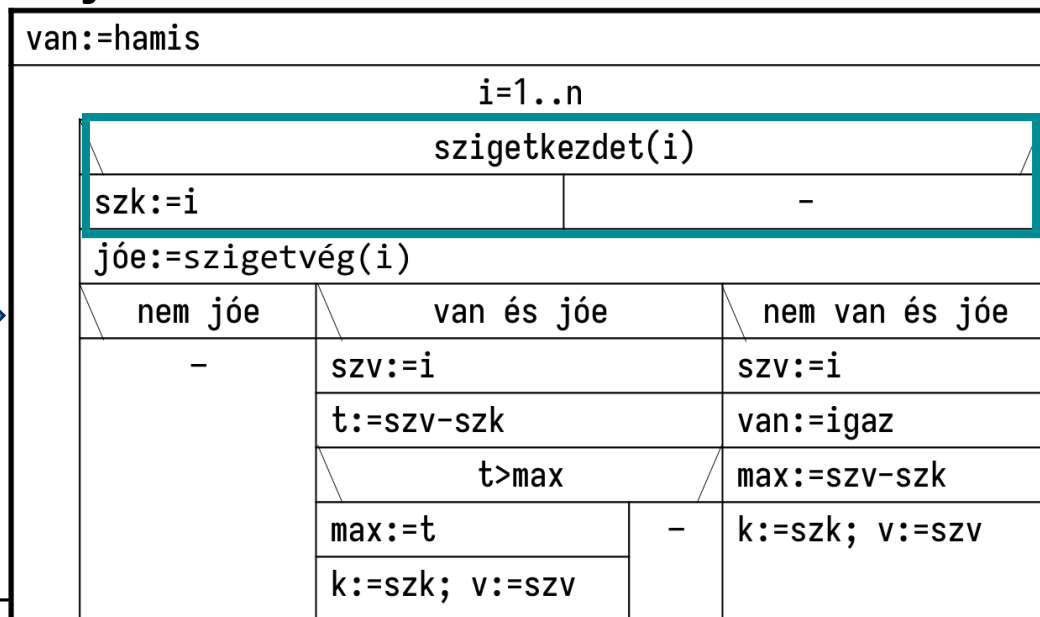 van:=hamis
i=1..n
szigetkezdet(i)
szk:=i –
jóe:=szigetvég(i)
nem jóe van és jóe nem van és jóe
– szv:=i szv:=i
t:=szv-szk van:=igaz
t>max max:=szv-szk
max:=t – k:=szk; v:=szv
k:=szk; v:=szv